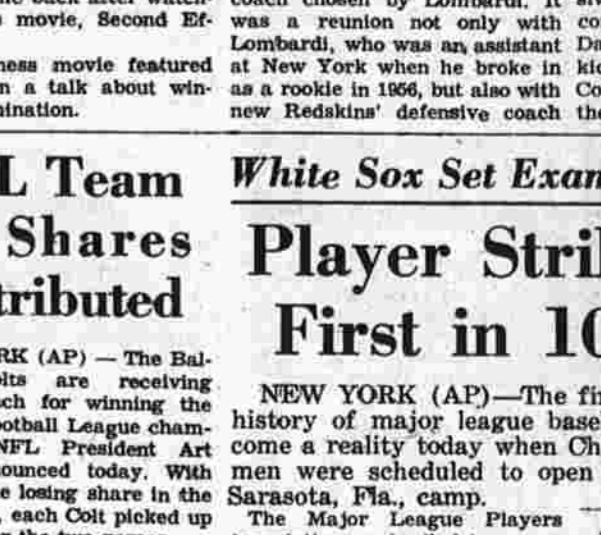 movie, Second Ef-
ness movie featured
n a talk about win-
mination.
coach chosen by Lombardi. It
was a reunion not only with
Lombardi, who was an assistant
at New York when he broke in
as a rookie in 1956, but also with
new Redskins' defensive coach
L Team
Shares
tributed
RK (AP) — The Bal-
olts are receiving
ch for winning the
ootball League cham-
NFL President Art
ounced today. With
e losing share in the
, each Colt picked up
White Sox Set Exam
Player Stri
First in 10
NEW YORK (AP)—The fir
history of major league base
come a reality today when Ch
men were scheduled to open
Sarasota, Fla., camp.
The Major League Players